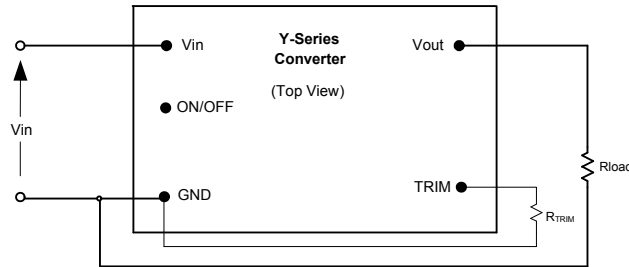 Y-Series
Converter
(Top View)
Vin
Vout
ON/OFF
Vin
Rload
GND
TRIM
RTRIM